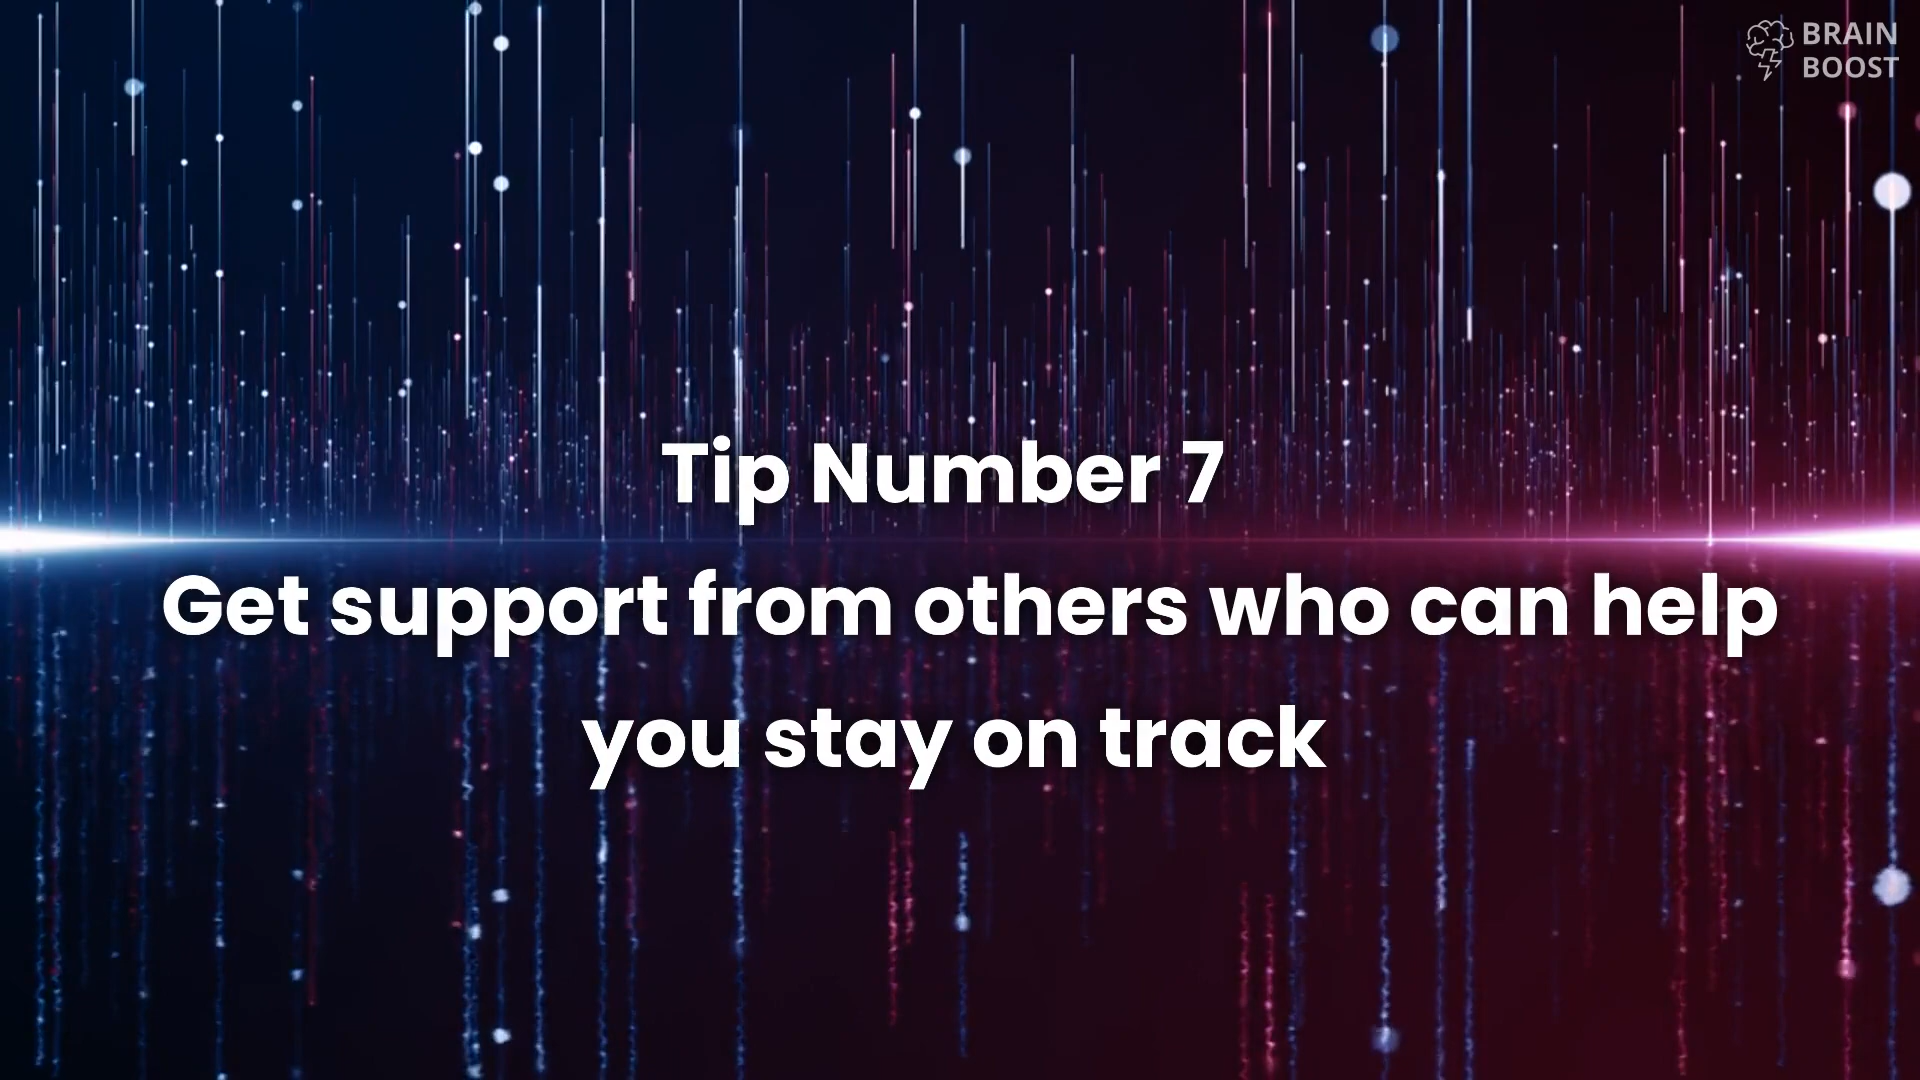 BRAIN
BOOST
Tip Number 7
Get support from others who can help
you stay on track